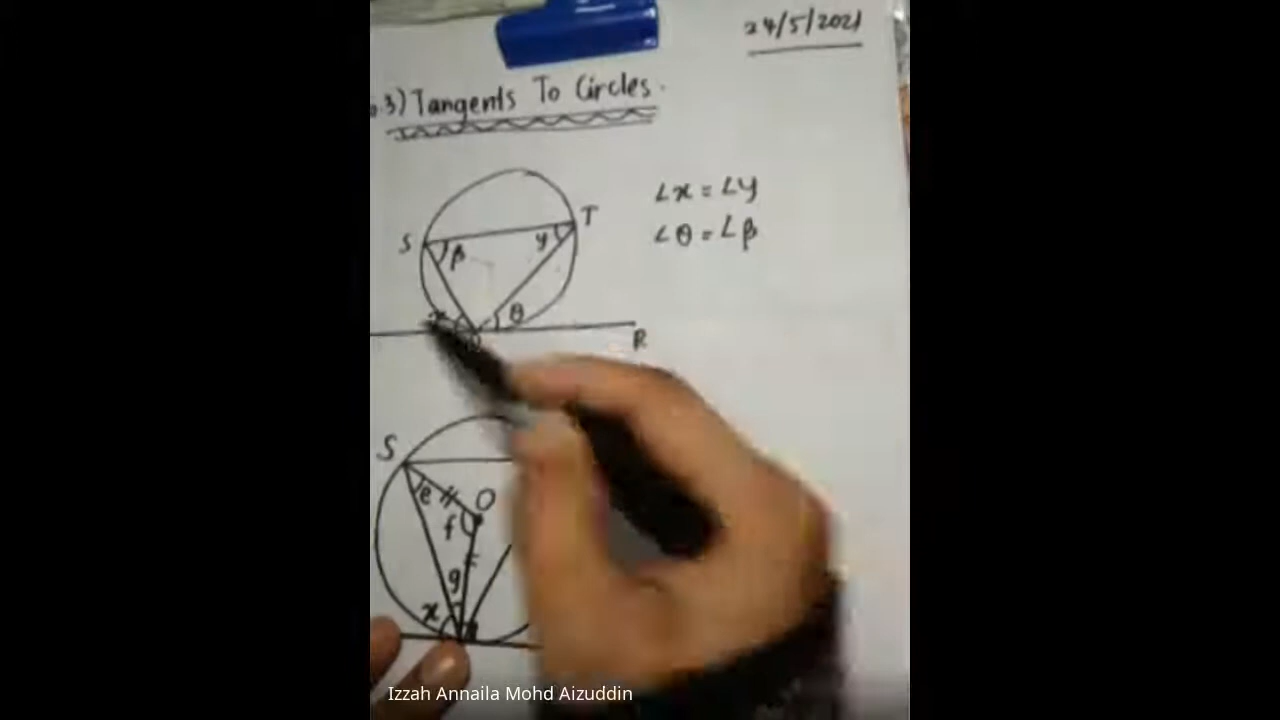 24/5/2021
.3) Tangents To Circles.
∠x = ∠y
∠θ = ∠β
S
T
β
y
x
θ
R
S
e
O
f
g
x
Izzah Annaila Mohd Aizuddin